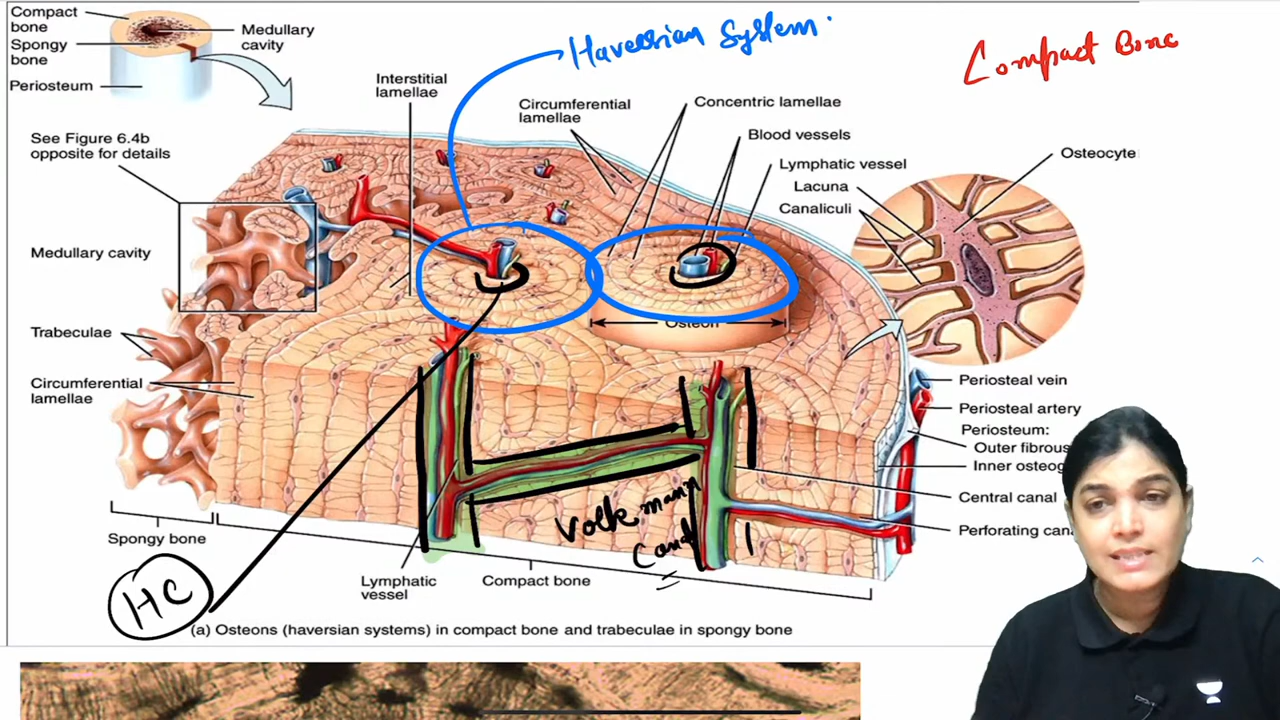 Compact
bone
Spongy
bone
Periosteum
Medullary
cavity
Haversian System
Compact Bone
Interstitial
lamellae
Circumferential
lamellae
Concentric lamellae
Blood vessels
Lymphatic vessel
Lacuna
Canaliculi
Osteocyte
See Figure 6.4b
opposite for details
Medullary cavity
Trabeculae
Circumferential
lamellae
Osteon
Periosteal vein
Periosteal artery
Periosteum:
Outer fibrous
Inner osteog
Central canal
Perforating cana
Volkmann
Canal
Spongy bone
Lymphatic
vessel
Compact bone
HC
(a) Osteons (haversian systems) in compact bone and trabeculae in spongy bone